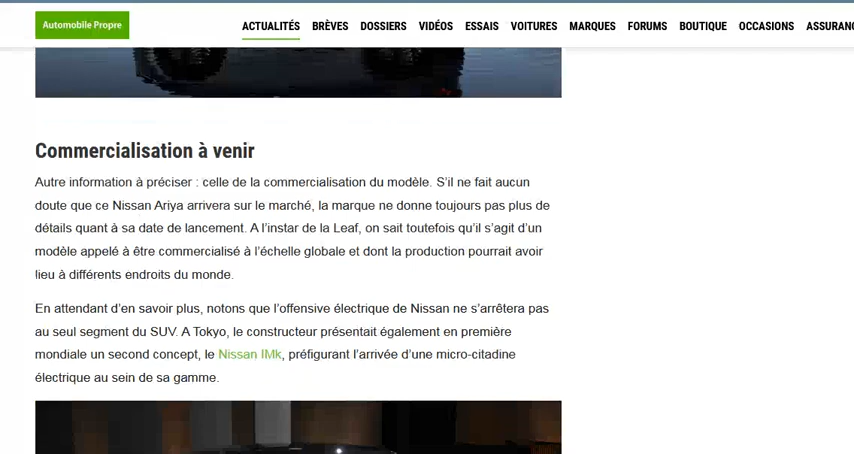 Automobile Propre
ACTUALITÉS BRÈVES DOSSIERS VIDÉOS ESSAIS VOITURES MARQUES FORUMS BOUTIQUE OCCASIONS ASSURANC
Commercialisation à venir
Autre information à préciser : celle de la commercialisation du modèle. S’il ne fait aucun
doute que ce Nissan Ariya arrivera sur le marché, la marque ne donne toujours pas plus de
détails quant à sa date de lancement. A l’instar de la Leaf, on sait toutefois qu’il s’agit d’un
modèle appelé à être commercialisé à l’échelle globale et dont la production pourrait avoir
lieu à différents endroits du monde.
En attendant d’en savoir plus, notons que l’offensive électrique de Nissan ne s’arrêtera pas
au seul segment du SUV. A Tokyo, le constructeur présentait également en première
mondiale un second concept, le Nissan IMk, préfigurant l’arrivée d’une micro-citadine
électrique au sein de sa gamme.